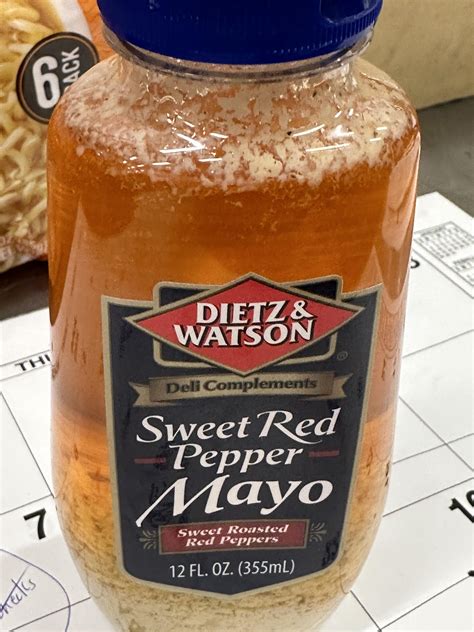 6
PACK
DIETZ &
WATSON
®
Deli Complements
Sweet Red
Pepper
Mayo
Sweet Roasted
Red Peppers
12 FL. OZ. (355mL)
THU
7